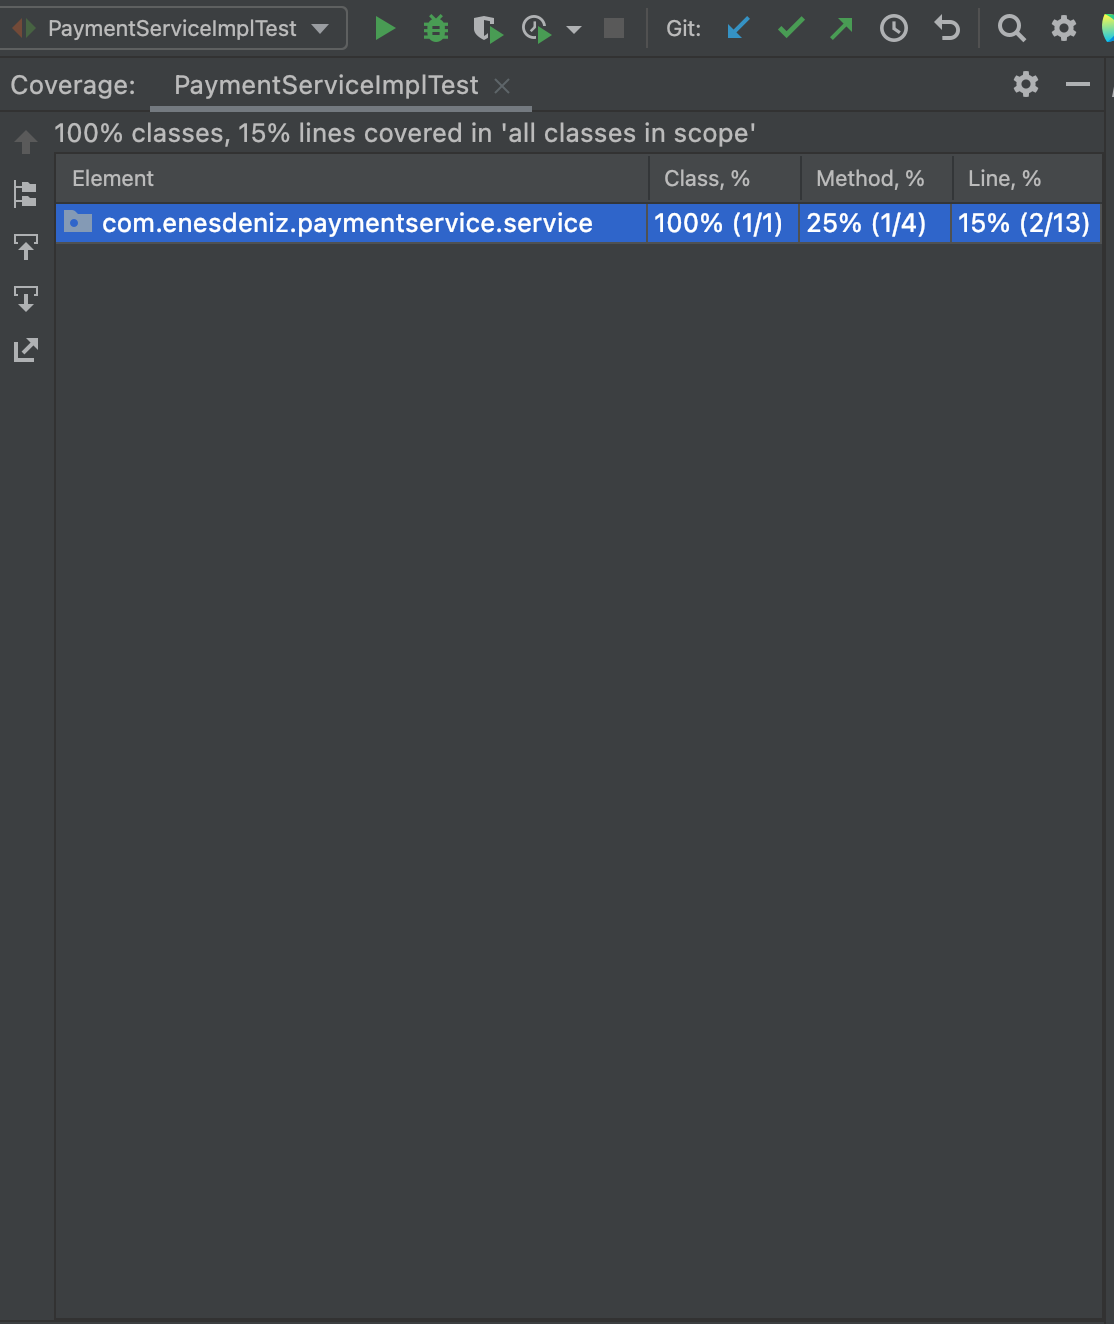 PaymentServiceImplTest Git:
Coverage: PaymentServiceImplTest
100% classes, 15% lines covered in 'all classes in scope'
Element Class, % Method, % Line, %
com.enesdeniz.paymentservice.service 100% (1/1) 25% (1/4) 15% (2/13)